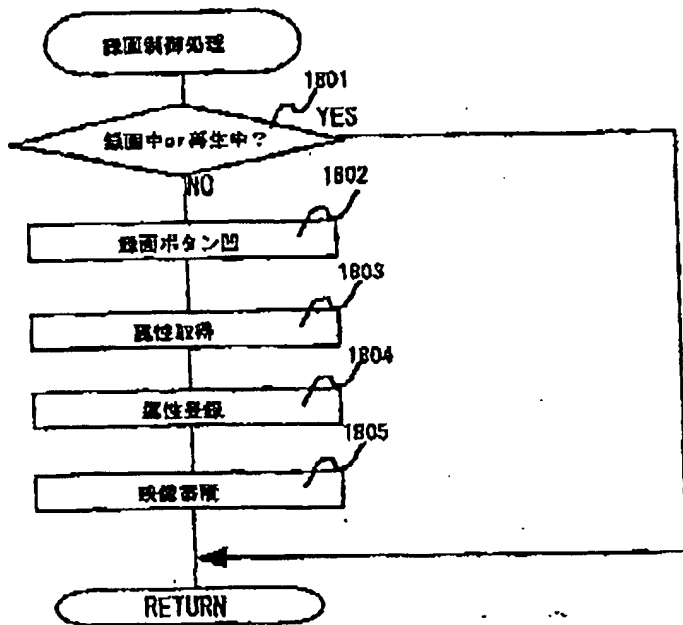 録画制御処理
1801
YES
録画中or再生中?
NO
1802
録画ボタン凹
1803
属性取得
1804
属性登録
1805
映像蓄積
RETURN